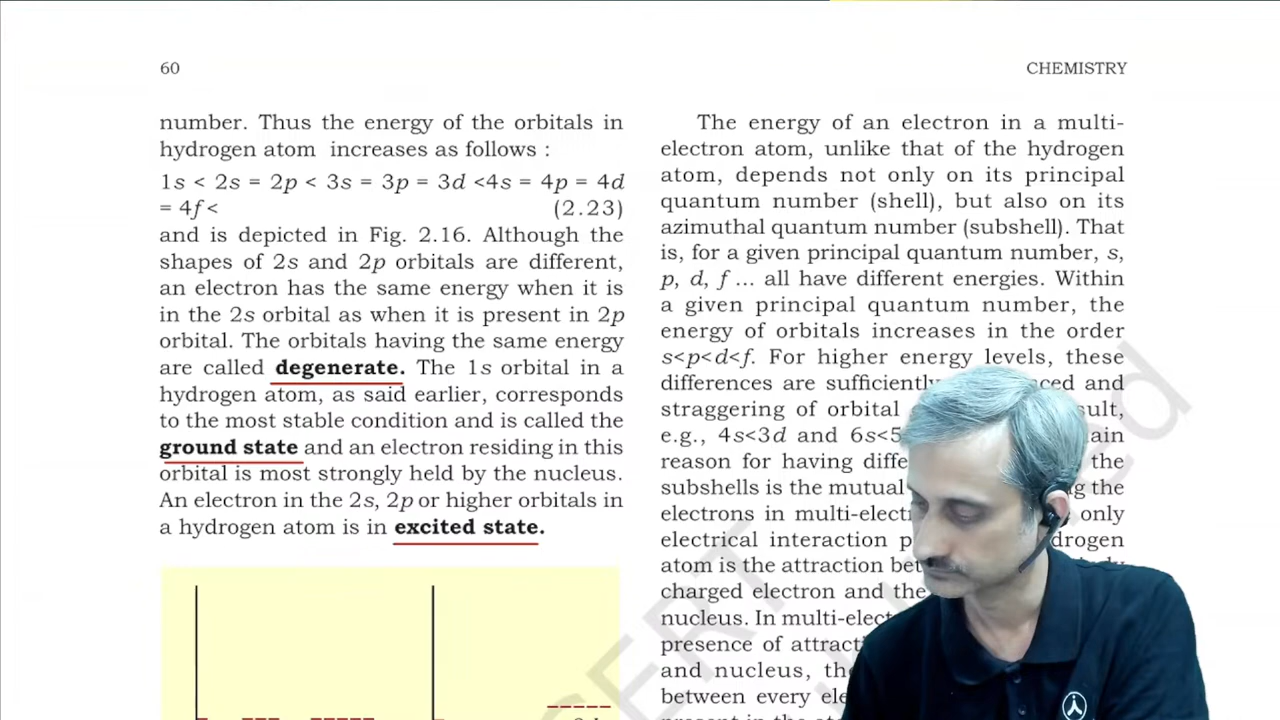 60
CHEMISTRY
number. Thus the energy of the orbitals in
hydrogen atom increases as follows :
1s < 2s = 2p < 3s = 3p = 3d <4s = 4p = 4d
= 4f < (2.23)
and is depicted in Fig. 2.16. Although the
shapes of 2s and 2p orbitals are different,
an electron has the same energy when it is
in the 2s orbital as when it is present in 2p
orbital. The orbitals having the same energy
are called degenerate. The 1s orbital in a
hydrogen atom, as said earlier, corresponds
to the most stable condition and is called the
ground state and an electron residing in this
orbital is most strongly held by the nucleus.
An electron in the 2s, 2p or higher orbitals in
a hydrogen atom is in excited state.
The energy of an electron in a multi-
electron atom, unlike that of the hydrogen
atom, depends not only on its principal
quantum number (shell), but also on its
azimuthal quantum number (subshell). That
is, for a given principal quantum number, s,
p, d, f ... all have different energies. Within
a given principal quantum number, the
energy of orbitals increases in the order
s<p<d<f. For higher energy levels, these
differences are sufficiently and
straggering of orbital
e.g., 4s<3d and 6s<5
reason for having the
subshells is the mutual the
electrons in multi-elect only
electrical interaction
atom is the attraction
charged electron and the
nucleus. In multi-elect
presence of
and nucleus,
between every